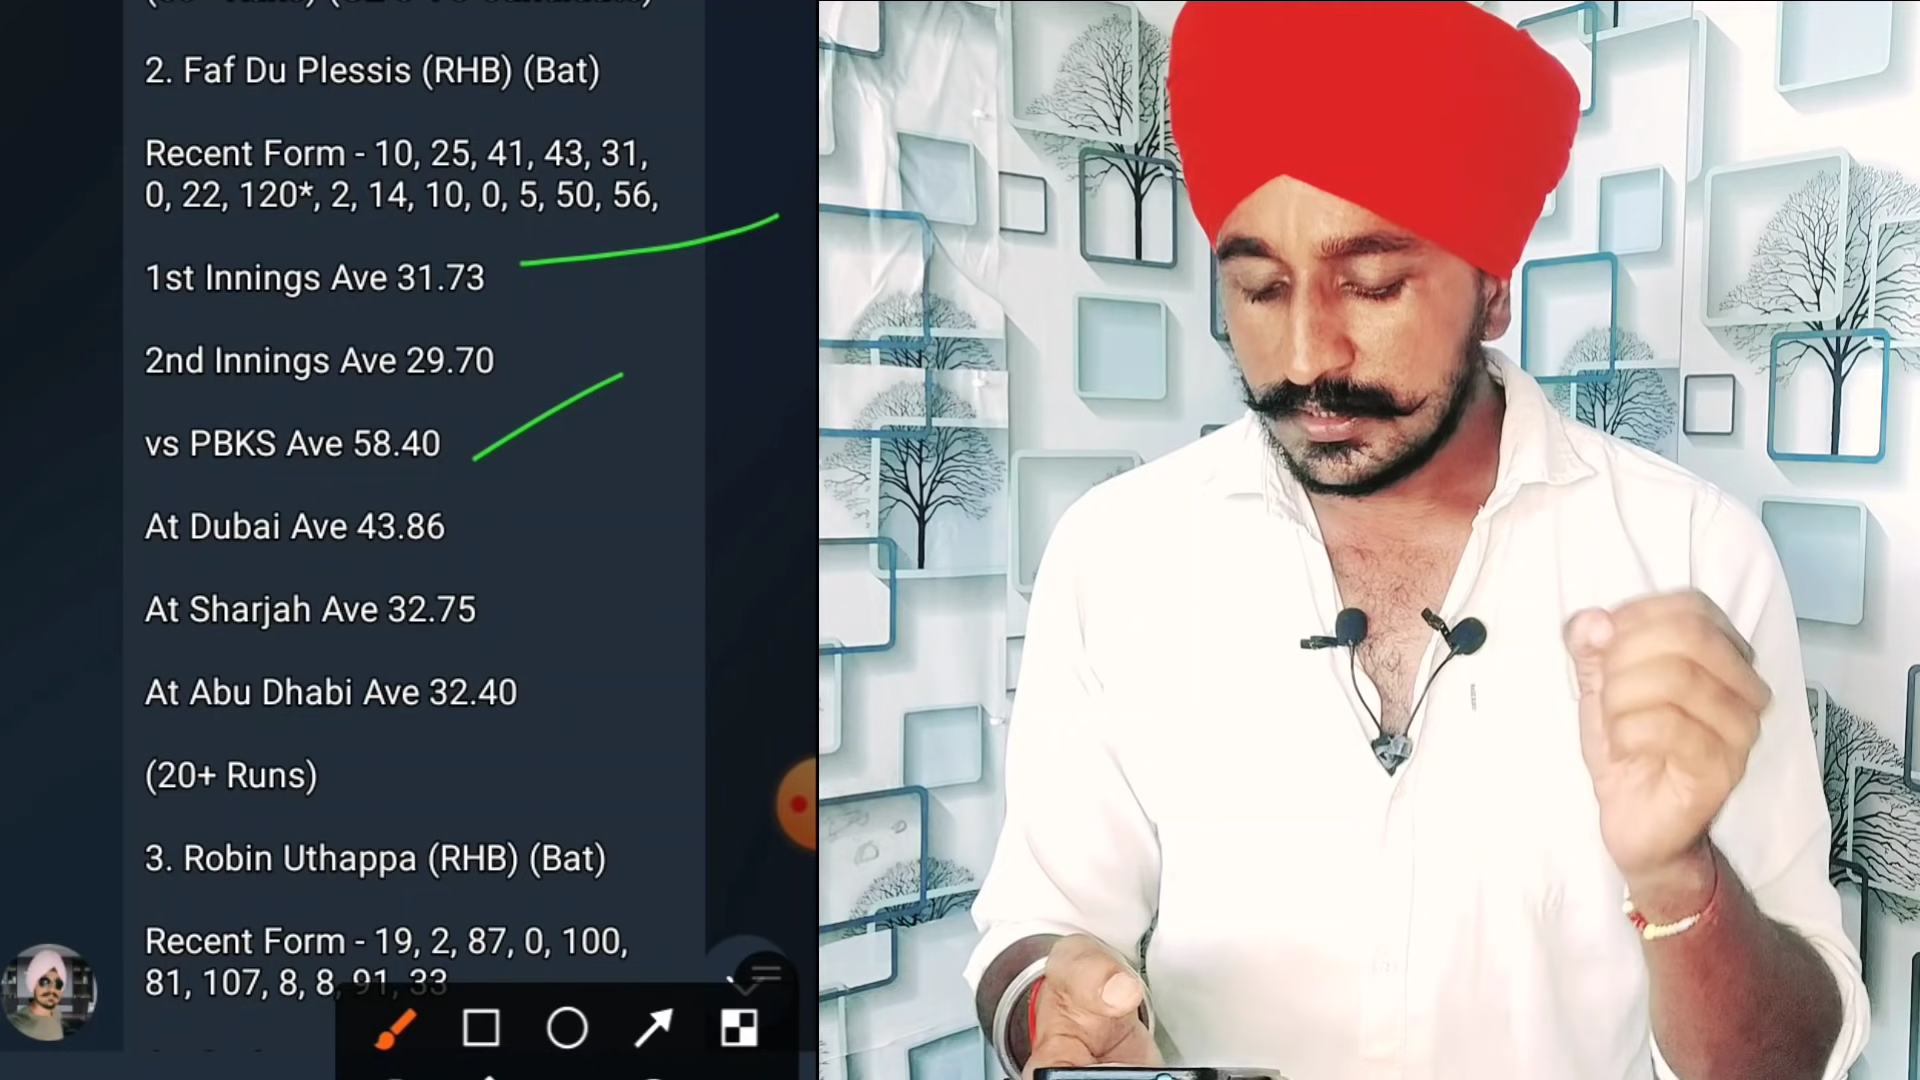 2. Faf Du Plessis (RHB) (Bat)
Recent Form - 10, 25, 41, 43, 31,
0, 22, 120*, 2, 14, 10, 0, 5, 50, 56,
1st Innings Ave 31.73
2nd Innings Ave 29.70
vs PBKS Ave 58.40
At Dubai Ave 43.86
At Sharjah Ave 32.75
At Abu Dhabi Ave 32.40
(20+ Runs)
3. Robin Uthappa (RHB) (Bat)
Recent Form - 19, 2, 87, 0, 100,
81, 107, 8, 8, 91, 33